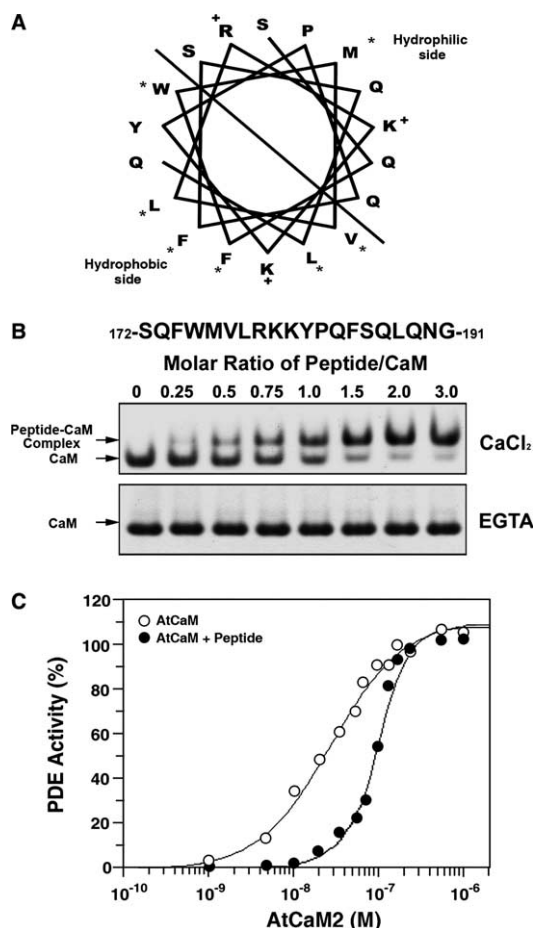 A
S
+R
P
S
M *
Hydrophilic side
*W
Q
Y
K+
Q
Q
*L
Q
*F
V*
Hydrophobic side
*F
K+
L*
B
172-SQFWMVLRKKYPQFSQLQNG-191
Molar Ratio of Peptide/CaM
0 0.25 0.5 0.75 1.0 1.5 2.0 3.0
Peptide-CaM
Complex
CaM
CaCl₂
CaM
EGTA
C
120
100
80
60
40
20
0
PDE Activity (%)
AtCaM
AtCaM + Peptide
10⁻¹⁰ 10⁻⁹ 10⁻⁸ 10⁻⁷ 10⁻⁶
AtCaM2 (M)